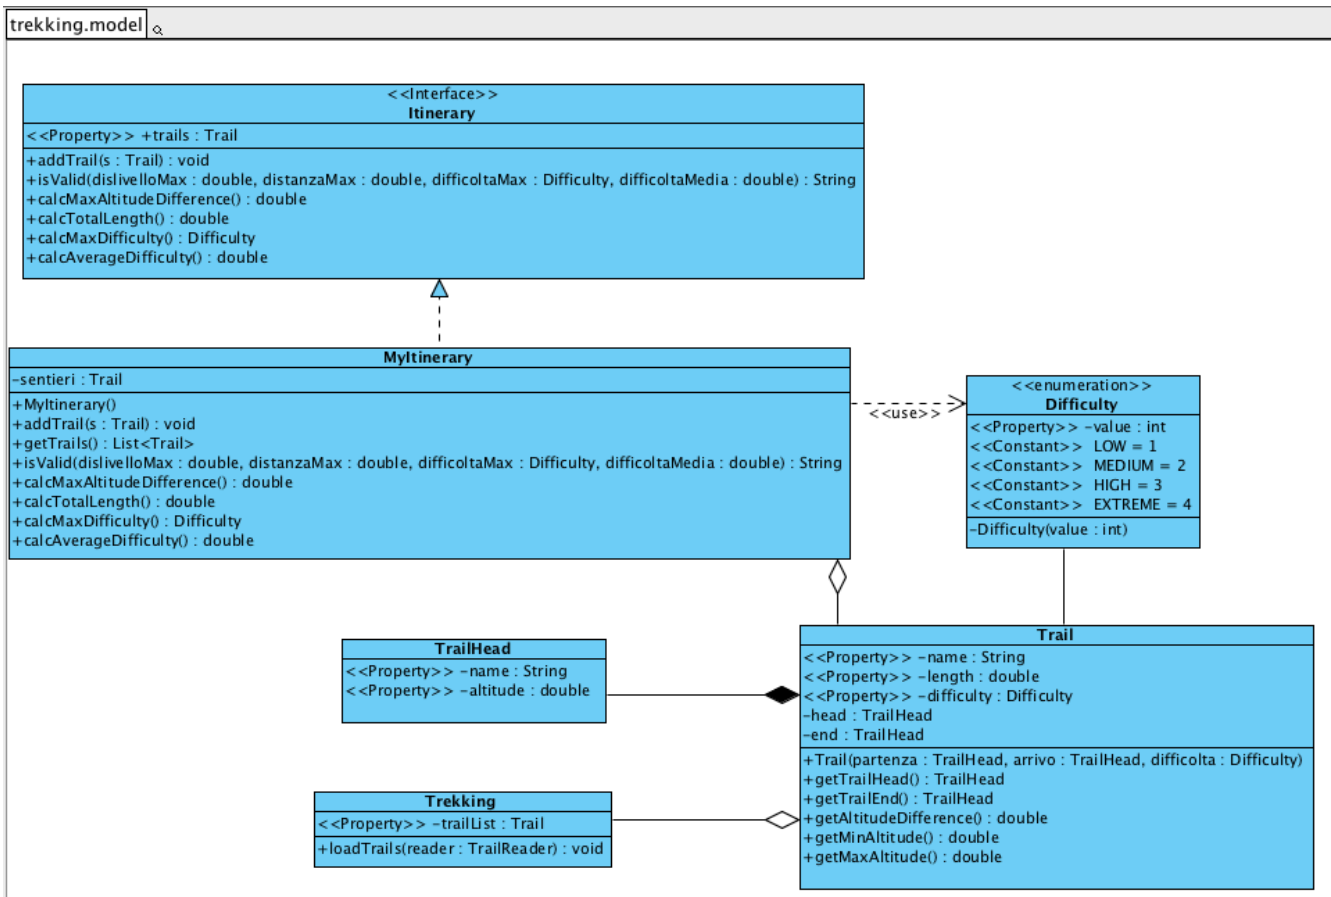 trekking.model
<<Interface>>
Itinerary
<<Property>> +trails : Trail
+addTrail(s : Trail) : void
+isValid(dislivelloMax : double, distanzaMax : double, difficoltaMax : Difficulty, difficoltaMedia : double) : String
+calcMaxAltitudeDifference() : double
+calcTotalLength() : double
+calcMaxDifficulty() : Difficulty
+calcAverageDifficulty() : double
MyItinerary
-sentieri : Trail
+MyItinerary()
+addTrail(s : Trail) : void
+getTrails() : List<Trail>
+isValid(dislivelloMax : double, distanzaMax : double, difficoltaMax : Difficulty, difficoltaMedia : double) : String
+calcMaxAltitudeDifference() : double
+calcTotalLength() : double
+calcMaxDifficulty() : Difficulty
+calcAverageDifficulty() : double
<<use>>
<<enumeration>>
Difficulty
<<Property>> -value : int
<<Constant>> LOW = 1
<<Constant>> MEDIUM = 2
<<Constant>> HIGH = 3
<<Constant>> EXTREME = 4
-Difficulty(value : int)
TrailHead
<<Property>> -name : String
<<Property>> -altitude : double
Trail
<<Property>> -name : String
<<Property>> -length : double
<<Property>> -difficulty : Difficulty
-head : TrailHead
-end : TrailHead
+Trail(partenza : TrailHead, arrivo : TrailHead, difficolta : Difficulty)
+getTrailHead() : TrailHead
+getTrailEnd() : TrailHead
+getAltitudeDifference() : double
+getMinAltitude() : double
+getMaxAltitude() : double
Trekking
<<Property>> -trailList : Trail
+loadTrails(reader : TrailReader) : void